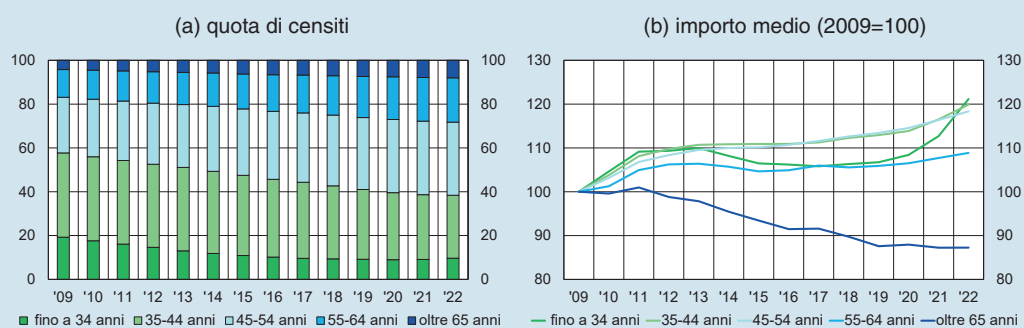 (a) quota di censiti
(b) importo medio (2009=100)
100 100 130 130
80 80 120 120
60 60 110 110
40 40 100 100
20 20 90 90
0 0 80 80
'09 '10 '11 '12 '13 '14 '15 '16 '17 '18 '19 '20 '21 '22
'09 '10 '11 '12 '13 '14 '15 '16 '17 '18 '19 '20 '21 '22
fino a 34 anni 35-44 anni 45-54 anni 55-64 anni oltre 65 anni
fino a 34 anni 35-44 anni 45-54 anni 55-64 anni oltre 65 anni